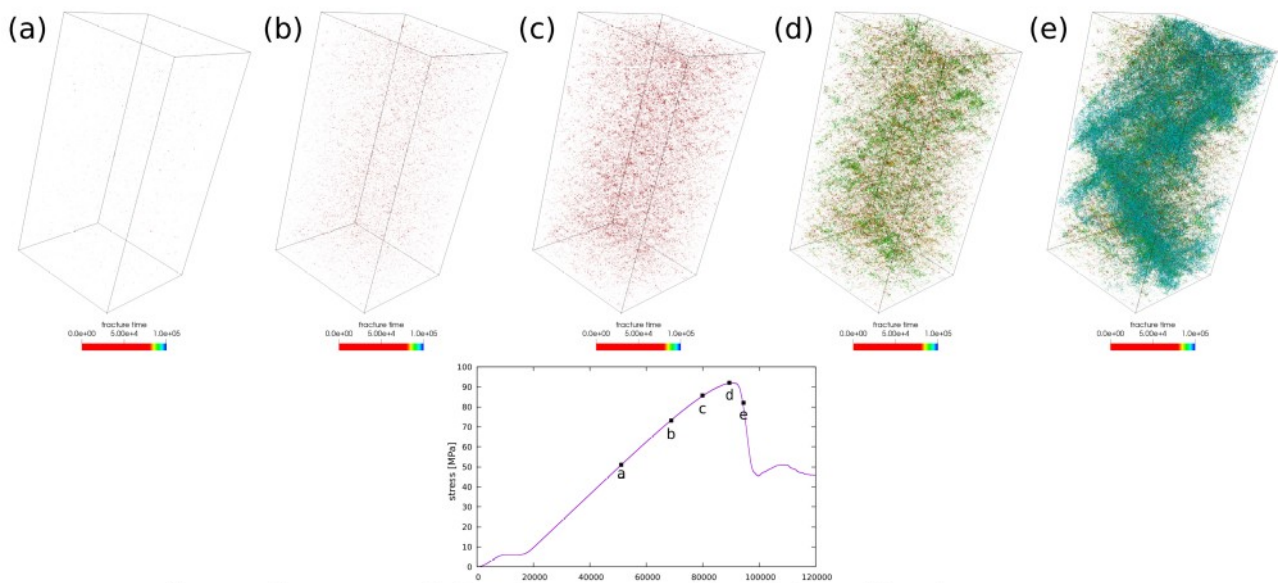 (a) (b) (c) (d) (e)
fracture time fracture time fracture time fracture time fracture time
0.0e+00 5.00e+4 1.0e+05 0.0e+00 5.00e+4 1.0e+05 0.0e+00 5.00e+4 1.0e+05 0.0e+00 5.00e+4 1.0e+05 0.0e+00 5.00e+4 1.0e+05
stress [MPa]
100
90
80
70
60
50
40
30
20
10
0
a
b
c
d
e
0 20000 40000 60000 80000 100000 120000